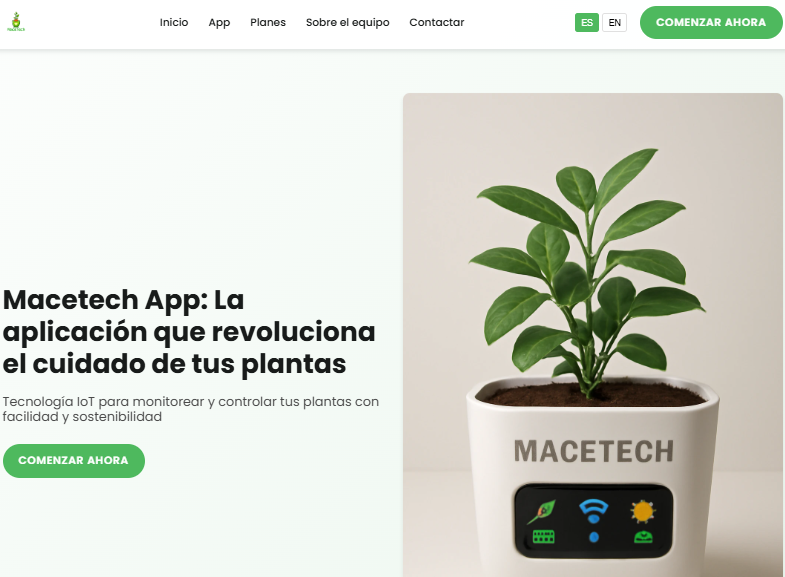 Macetech
Inicio App Planes Sobre el equipo Contactar
ES EN
COMENZAR AHORA
Macetech App: La
aplicación que revoluciona
el cuidado de tus plantas
Tecnología IoT para monitorear y controlar tus plantas con
facilidad y sostenibilidad
COMENZAR AHORA
MACETECH